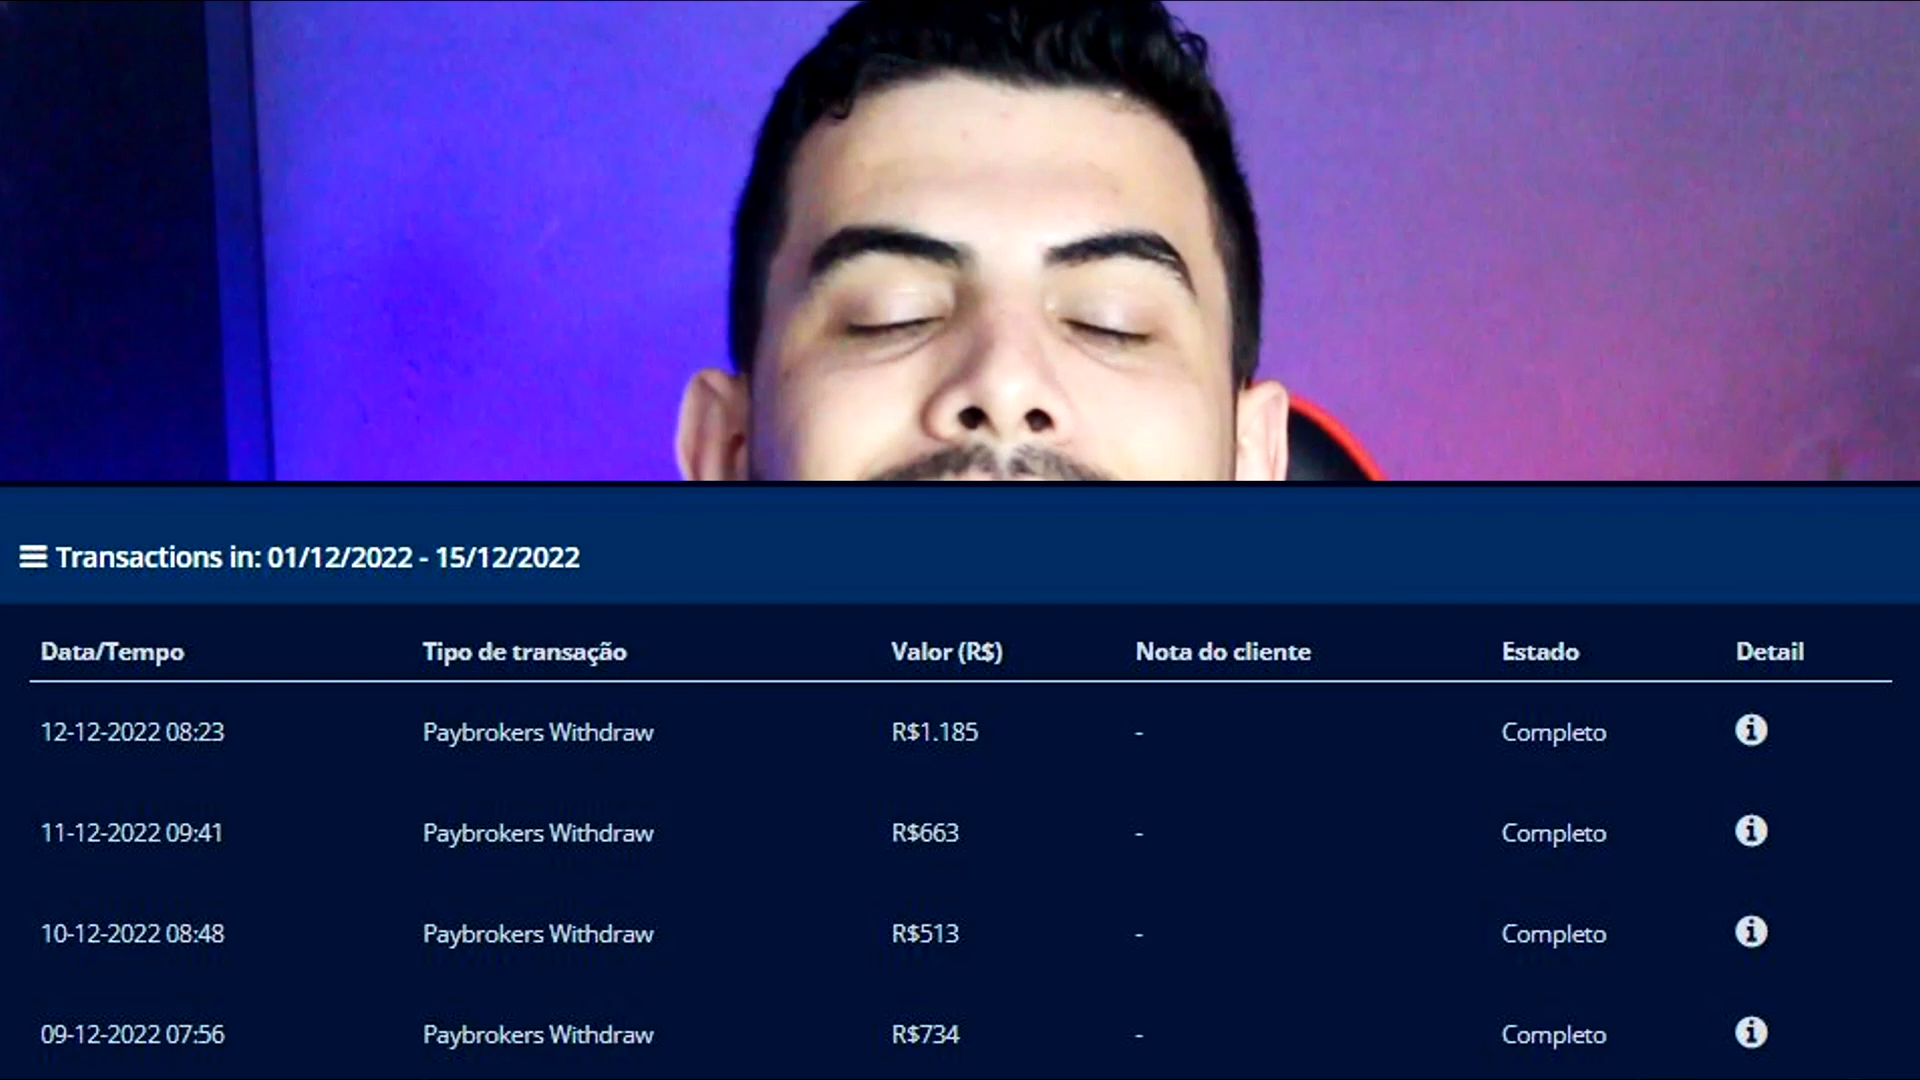 Transactions in: 01/12/2022 - 15/12/2022
Data/Tempo Tipo de transação Valor (R$) Nota do cliente Estado Detail
12-12-2022 08:23 Paybrokers Withdraw R$1.185 - Completo
11-12-2022 09:41 Paybrokers Withdraw R$663 - Completo
10-12-2022 08:48 Paybrokers Withdraw R$513 - Completo
09-12-2022 07:56 Paybrokers Withdraw R$734 - Completo